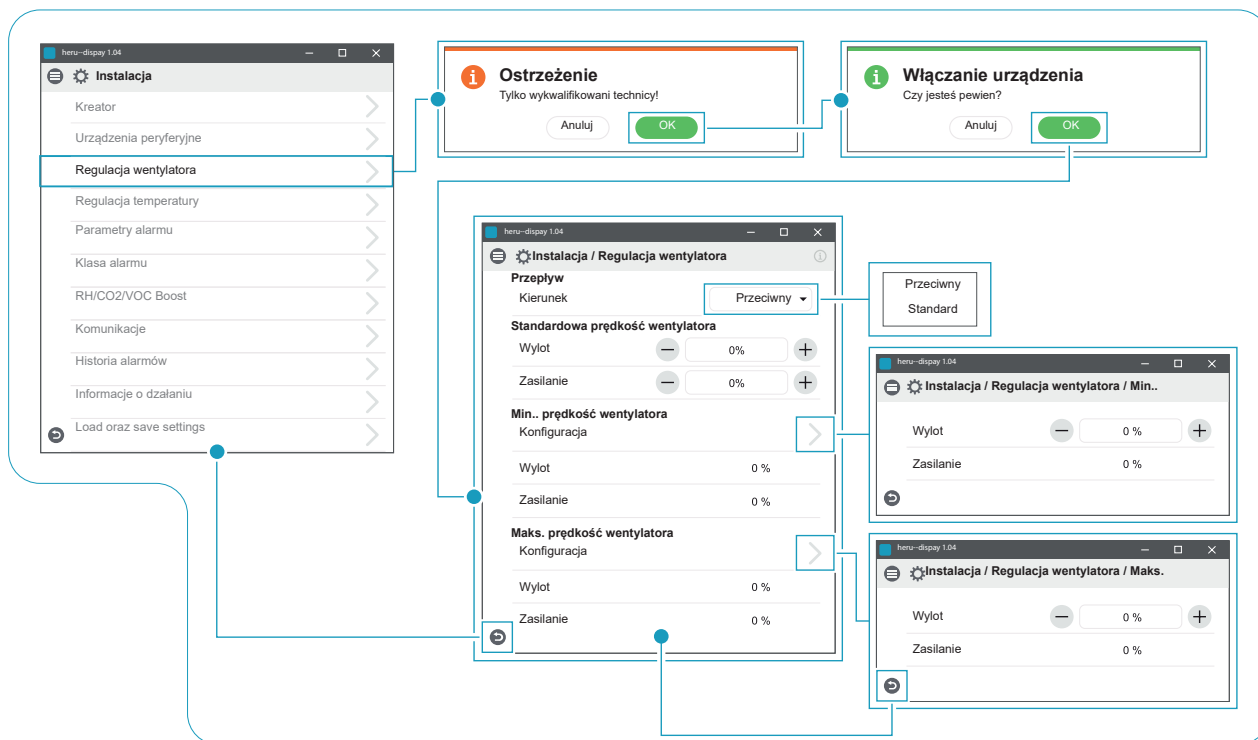 heru–dispay 1.04
Instalacja
Kreator
Urządzenia peryferyjne
Regulacja wentylatora
Regulacja temperatury
Parametry alarmu
Klasa alarmu
RH/CO2/VOC Boost
Komunikacje
Historia alarmów
Informacje o dzałaniu
Load oraz save settings
Ostrzeżenie
Tylko wykwalifikowani technicy!
Anuluj OK
Włączanie urządzenia
Czy jesteś pewien?
Anuluj OK
heru–dispay 1.04
Instalacja / Regulacja wentylatora
Przepływ
Kierunek Przeciwny
Standardowa prędkość wentylatora
Wylot 0%
Zasilanie 0%
Min.. prędkość wentylatora
Konfiguracja
Wylot 0 %
Zasilanie 0 %
Maks. prędkość wentylatora
Konfiguracja
Wylot 0 %
Zasilanie 0 %
Przeciwny
Standard
heru–dispay 1.04
Instalacja / Regulacja wentylatora / Min..
Wylot 0 %
Zasilanie 0 %
heru–dispay 1.04
Instalacja / Regulacja wentylatora / Maks.
Wylot 0 %
Zasilanie 0 %